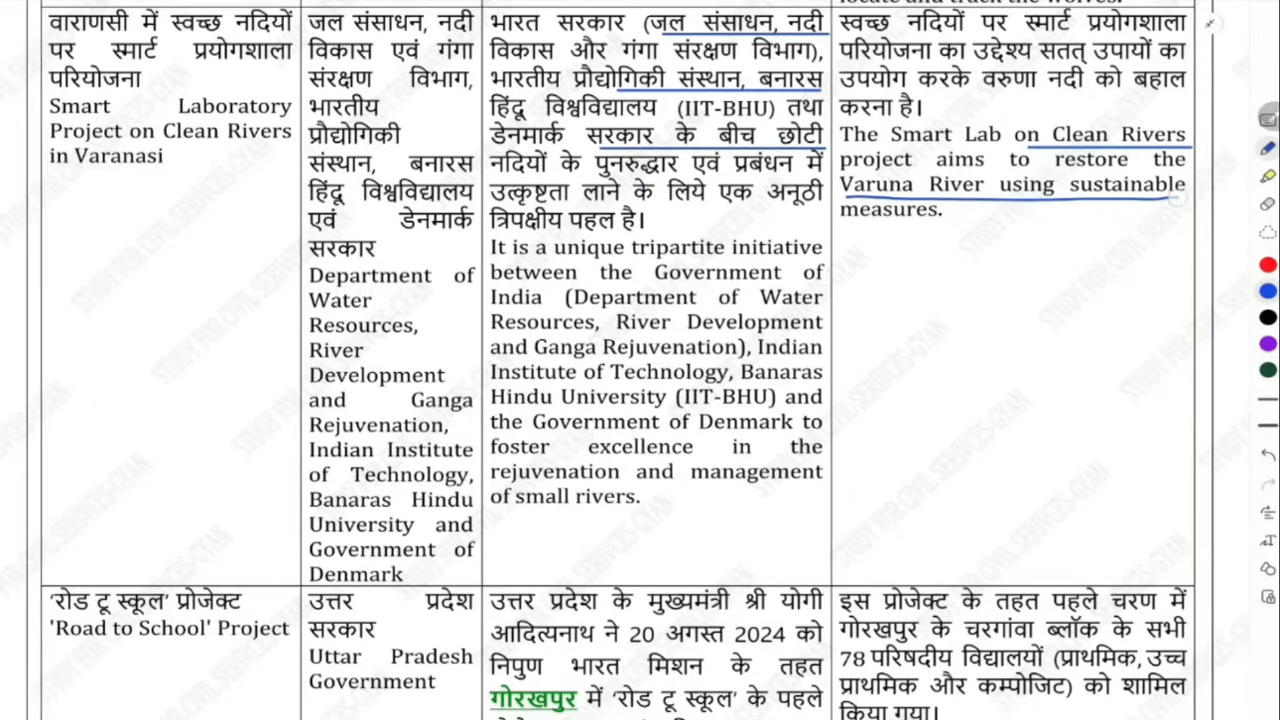 locate and track the wolves.
वाराणसी में स्वच्छ नदियों
पर स्मार्ट प्रयोगशाला
परियोजना
Smart Laboratory
Project on Clean Rivers
in Varanasi
जल संसाधन, नदी
विकास एवं गंगा
संरक्षण विभाग,
भारतीय
प्रौद्योगिकी
संस्थान, बनारस
हिंदू विश्वविद्यालय
एवं डेनमार्क
सरकार
Department of
Water
Resources,
River
Development
and Ganga
Rejuvenation,
Indian Institute
of Technology,
Banaras Hindu
University and
Government of
Denmark
भारत सरकार (जल संसाधन, नदी
विकास और गंगा संरक्षण विभाग),
भारतीय प्रौद्योगिकी संस्थान, बनारस
हिंदू विश्वविद्यालय (IIT-BHU) तथा
डेनमार्क सरकार के बीच छोटी
नदियों के पुनरुद्धार एवं प्रबंधन में
उत्कृष्टता लाने के लिये एक अनूठी
त्रिपक्षीय पहल है।
It is a unique tripartite initiative
between the Government of
India (Department of Water
Resources, River Development
and Ganga Rejuvenation), Indian
Institute of Technology, Banaras
Hindu University (IIT-BHU) and
the Government of Denmark to
foster excellence in the
rejuvenation and management
of small rivers.
स्वच्छ नदियों पर स्मार्ट प्रयोगशाला
परियोजना का उद्देश्य सतत् उपायों का
उपयोग करके वरुणा नदी को बहाल
करना है।
The Smart Lab on Clean Rivers
project aims to restore the
Varuna River using sustainable
measures.
'रोड टू स्कूल' प्रोजेक्ट
'Road to School' Project
उत्तर प्रदेश
सरकार
Uttar Pradesh
Government
उत्तर प्रदेश के मुख्यमंत्री श्री योगी
आदित्यनाथ ने 20 अगस्त 2024 को
निपुण भारत मिशन के तहत
गोरखपुर में 'रोड टू स्कूल' के पहले
इस प्रोजेक्ट के तहत पहले चरण में
गोरखपुर के चरगांवा ब्लॉक के सभी
78 परिषदीय विद्यालयों (प्राथमिक, उच्च
प्राथमिक और कम्पोजिट) को शामिल
किया गया।
STUDY FOR CIVIL SERVICES-GYAN